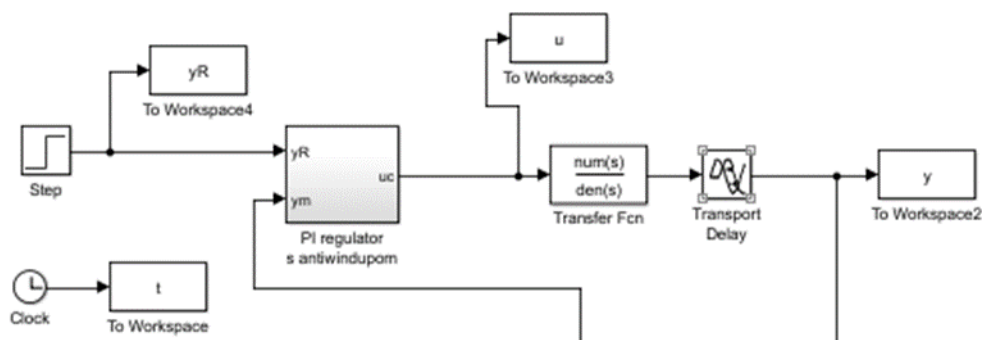 u
To Workspace3
yR
To Workspace4
Step
yR
uc
ym
PI regulator
s antiwindupom
num(s)
den(s)
Transfer Fcn
Transport
Delay
y
To Workspace2
t
To Workspace
Clock